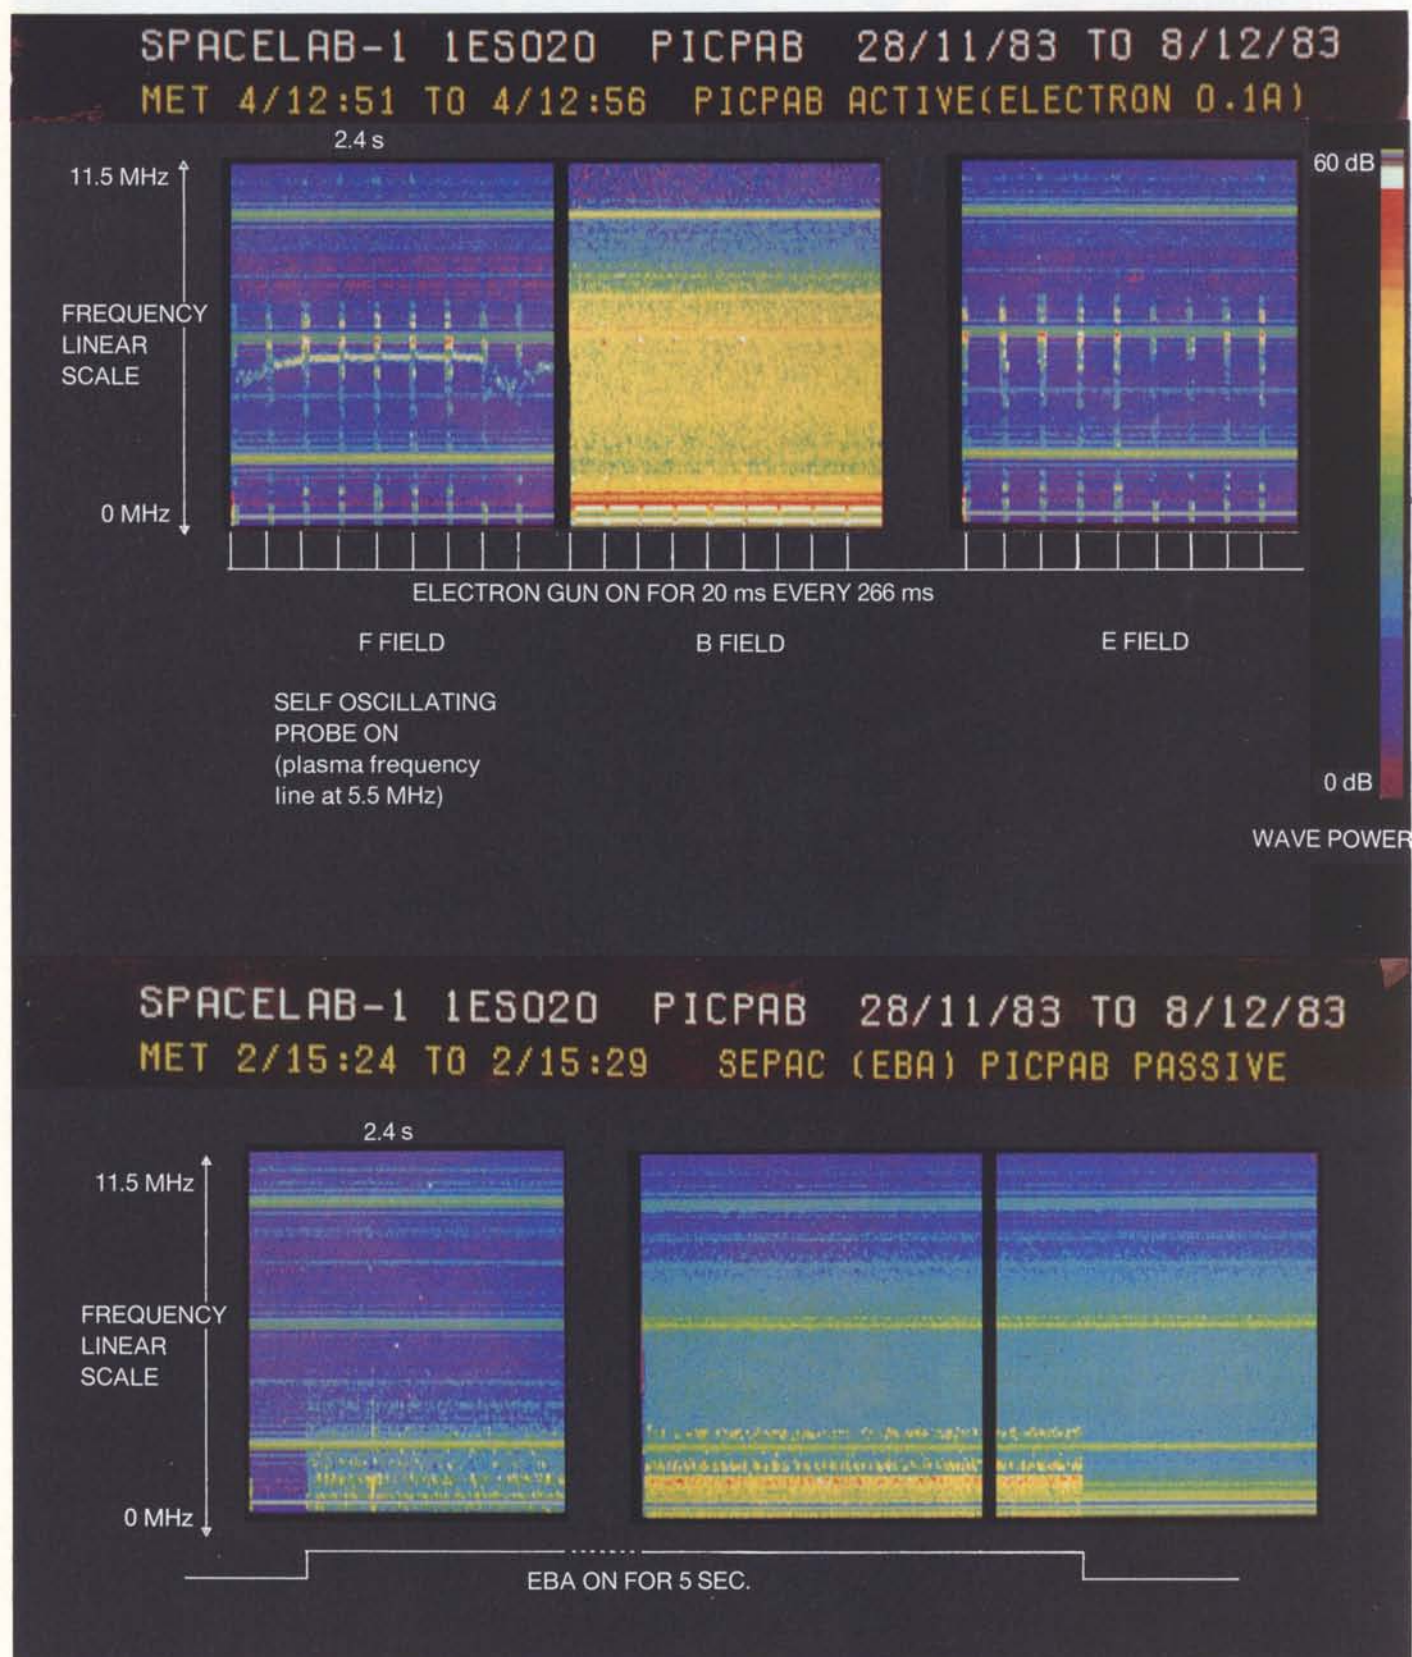 SPACELAB-1 1ES020 PICPAB 28/11/83 TO 8/12/83
MET 4/12:51 TO 4/12:56 PICPAB ACTIVE(ELECTRON 0.1A)
2.4 s
11.5 MHz
60 dB
FREQUENCY
LINEAR
SCALE
0 MHz
ELECTRON GUN ON FOR 20 ms EVERY 266 ms
F FIELD
B FIELD
E FIELD
SELF OSCILLATING
PROBE ON
(plasma frequency
line at 5.5 MHz)
0 dB
WAVE POWER
SPACELAB-1 1ES020 PICPAB 28/11/83 TO 8/12/83
MET 2/15:24 TO 2/15:29 SEPAC (EBA) PICPAB PASSIVE
2.4 s
11.5 MHz
FREQUENCY
LINEAR
SCALE
0 MHz
EBA ON FOR 5 SEC.